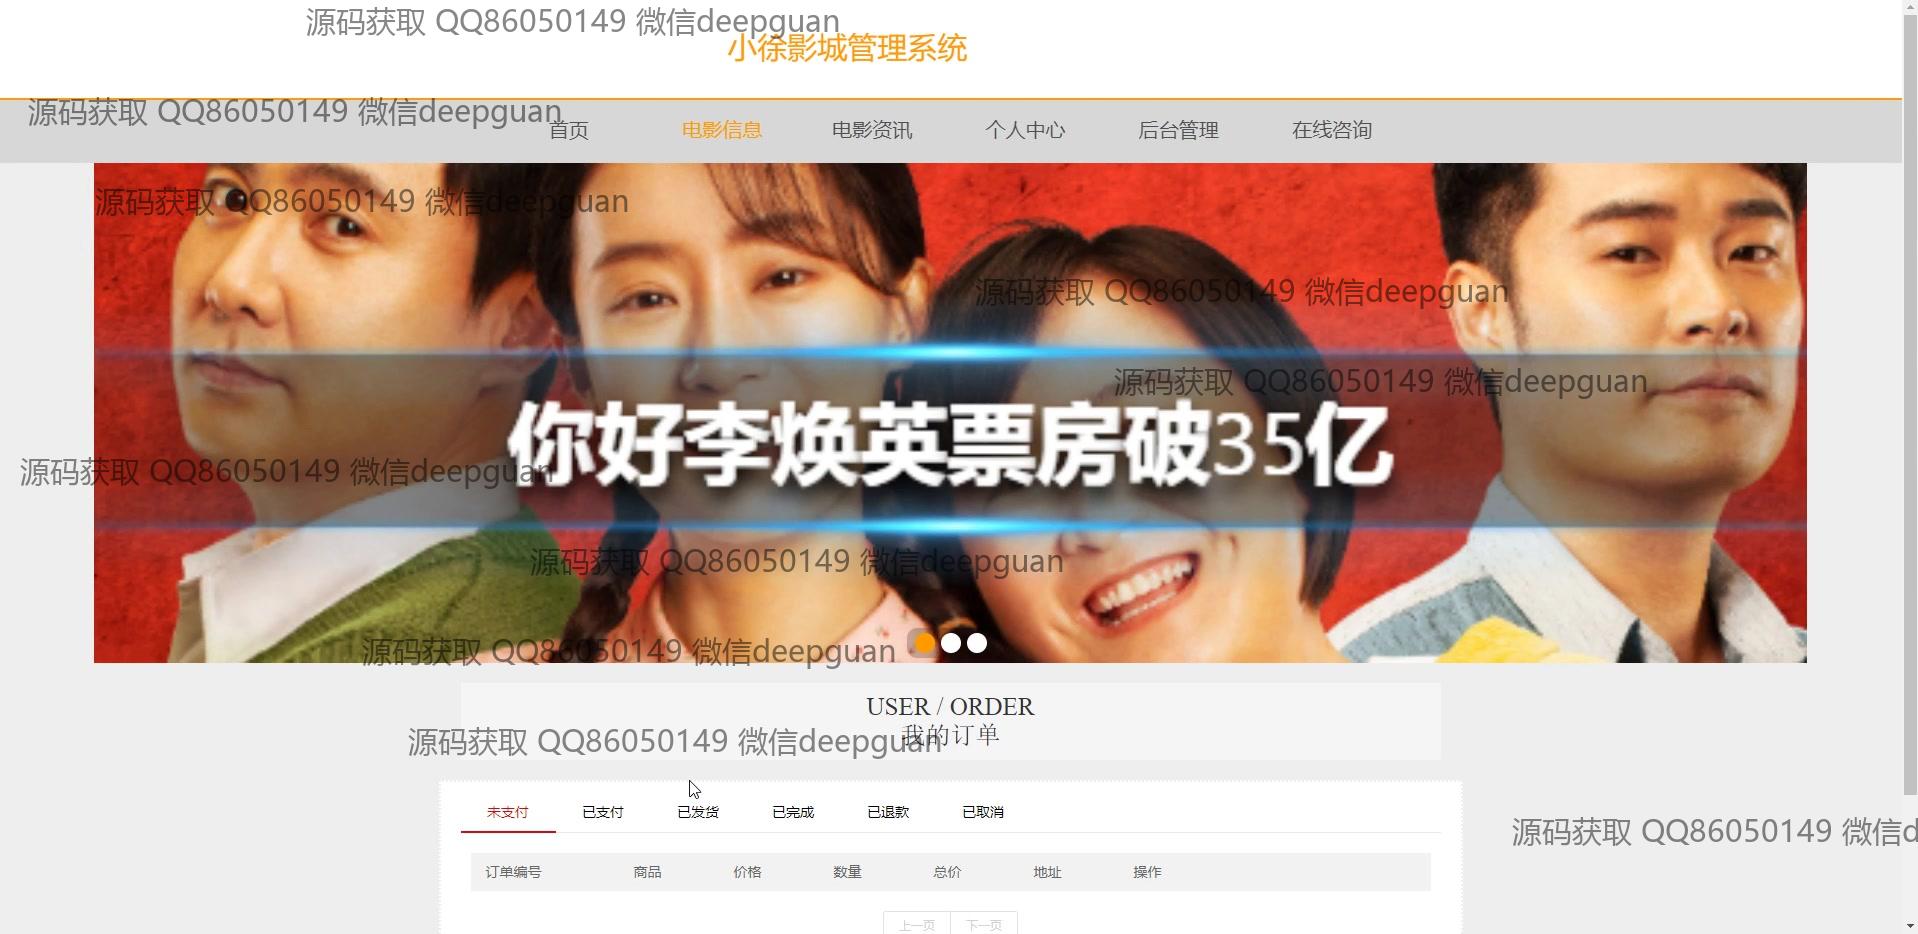 源码获取 QQ86050149 微信deepguan
小徐影城管理系统
源码获取 QQ86050149 微信deepguan
首页 电影信息 电影资讯 个人中心 后台管理 在线咨询
源码获取 QQ86050149 微信deepguan
源码获取 QQ86050149 微信deepguan
源码获取 QQ86050149 微信deepguan
你好李焕英票房破35亿
源码获取 QQ86050149 微信deepguan
源码获取 QQ86050149 微信deepguan
源码获取 QQ86050149 微信deepguan
USER / ORDER
我的订单
源码获取 QQ86050149 微信deepguan
未支付 已支付 已发货 已完成 已退款 已取消
源码获取 QQ86050149 微信d
订单编号 商品 价格 数量 总价 地址 操作
上一页 下一页